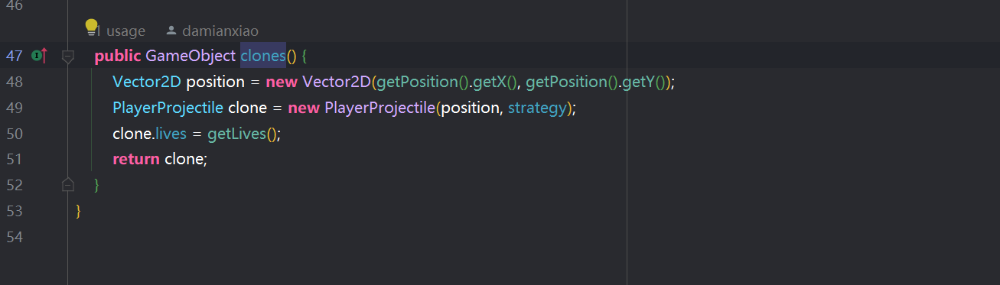 46
1 usage damianxiao
47 public GameObject clones() {
48 Vector2D position = new Vector2D(getPosition().getX(), getPosition().getY());
49 PlayerProjectile clone = new PlayerProjectile(position, strategy);
50 clone.lives = getLives();
51 return clone;
52 }
53 }
54